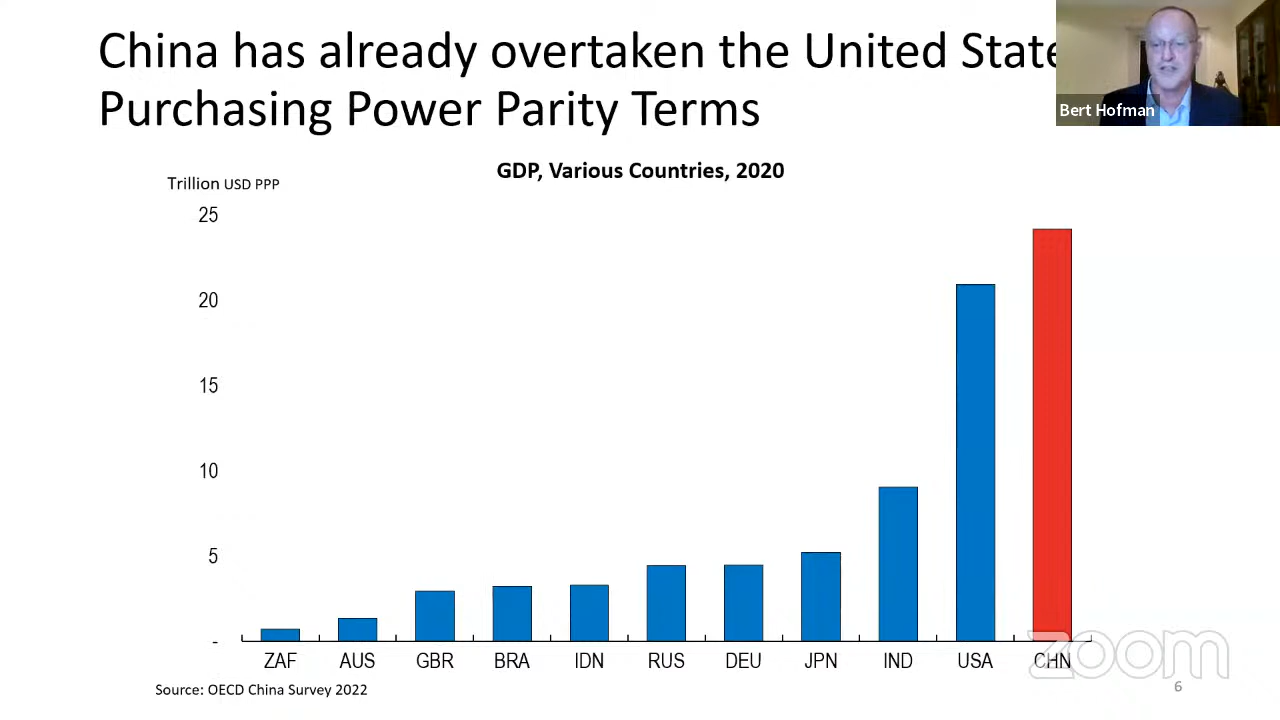 China has already overtaken the United State
Purchasing Power Parity Terms
Bert Hofman
GDP, Various Countries, 2020
Trillion USD PPP
25
20
15
10
5
-
ZAF AUS GBR BRA IDN RUS DEU JPN IND USA CHN
zoom
Source: OECD China Survey 2022
6